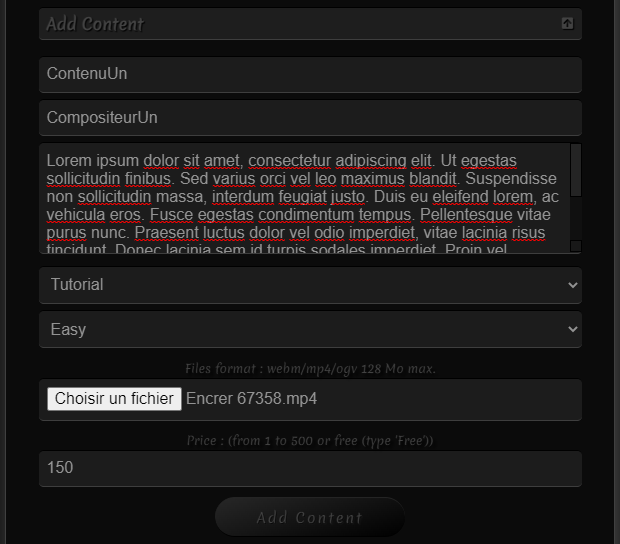 Add Content
ContenuUn
CompositeurUn
Lorem ipsum dolor sit amet, consectetur adipiscing elit. Ut egestas
sollicitudin finibus. Sed varius orci vel leo maximus blandit. Suspendisse
non sollicitudin massa, interdum feugiat justo. Duis eu eleifend lorem, ac
vehicula eros. Fusce egestas condimentum tempus. Pellentesque vitae
purus nunc. Praesent luctus dolor vel odio imperdiet, vitae lacinia risus
tincidunt. Donec lacinia sem id turpis sodales imperdiet. Proin vel
Tutorial
Easy
Files format : webm/mp4/ogv 128 Mo max.
Choisir un fichier Encrer 67358.mp4
Price : (from 1 to 500 or free (type 'Free'))
150
Add Content